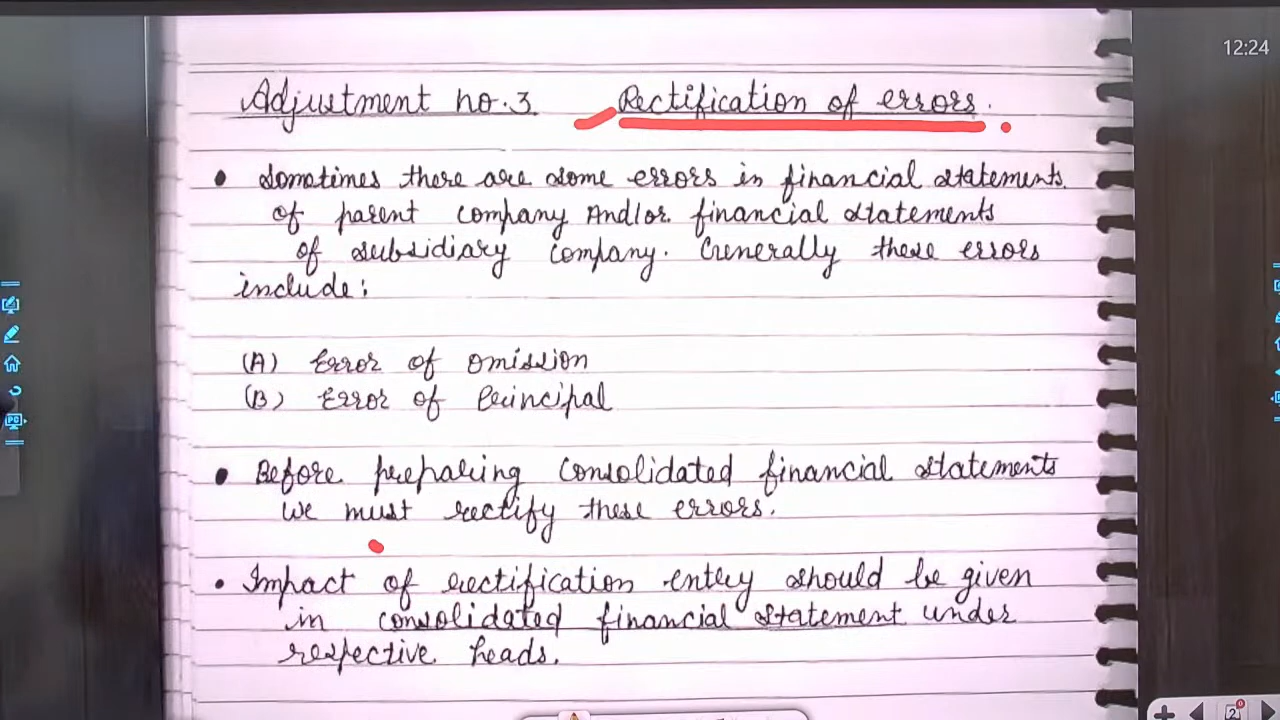 12:24
Adjustment no.3. Rectification of errors.
• Sometimes there are some errors in financial statements.
of parent company And/or financial statements
of subsidiary company. Generally these errors
include:
(A) Error of omission
(B) Error of Principal
• Before preparing consolidated financial statements
we must rectify these errors.
• Impact of rectification entry should be given
in consolidated financial statement under
respective heads.
2